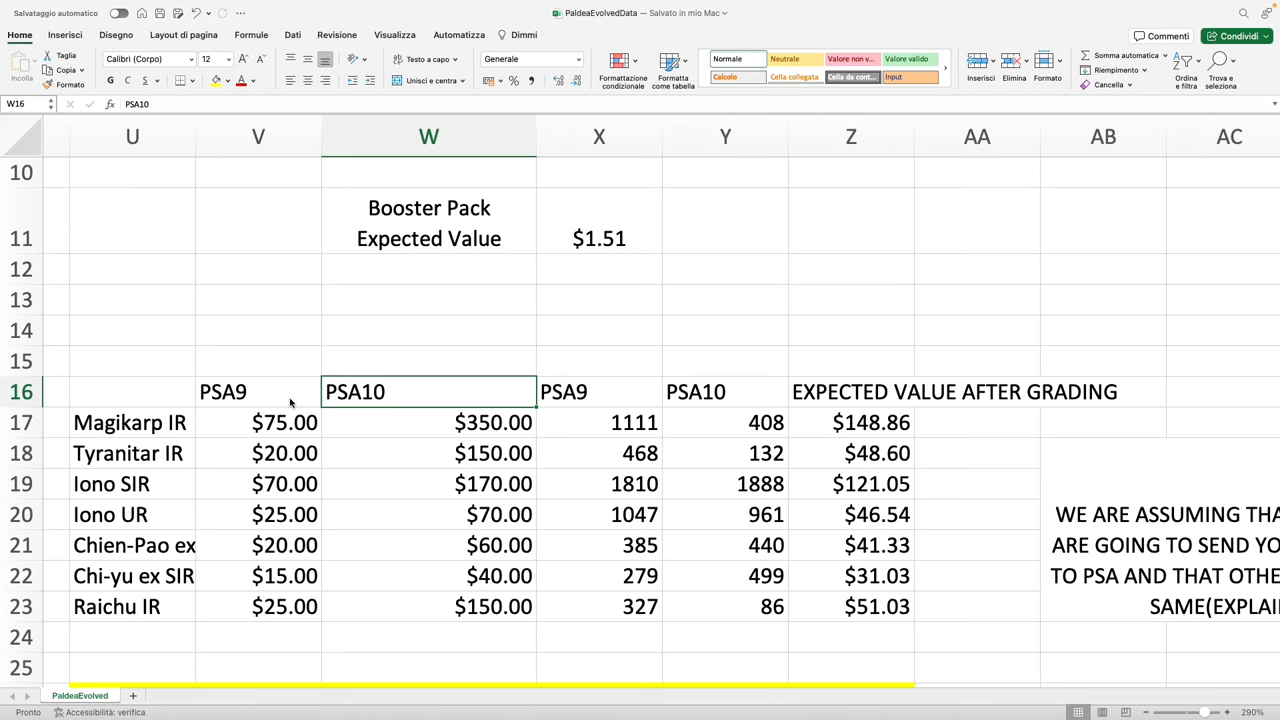 Salvataggio automatico
PaldeaEvolvedData — Salvato in mio Mac
Home Inserisci Disegno Layout di pagina Formule Dati Revisione Visualizza Automatizza Dimmi Commenti Condividi
Incolla
Taglia
Copia
Formato
Calibri (Corpo) 12 A A
G C S A
Testo a capo
Unisci e centra
Generale
Formattazione condizionale
Formatta come tabella
Normale Neutrale Valore non v... Valore valido
Calcolo Cella collegata Cella da cont... Input
Inserisci Elimina Formato
Somma automatica
Riempimento
Cancella
Ordina e filtra
Trova e seleziona
W16 fx PSA10
U V W X Y Z AA AB AC
10
Booster Pack
11 Expected Value $1.51
12
13
14
15
16 PSA9 PSA10 PSA9 PSA10 EXPECTED VALUE AFTER GRADING
17 Magikarp IR $75.00 $350.00 1111 408 $148.86
18 Tyranitar IR $20.00 $150.00 468 132 $48.60
19 Iono SIR $70.00 $170.00 1810 1888 $121.05
20 Iono UR $25.00 $70.00 1047 961 $46.54 WE ARE ASSUMING THA
21 Chien-Pao ex $20.00 $60.00 385 440 $41.33 ARE GOING TO SEND YO
22 Chi-yu ex SIR $15.00 $40.00 279 499 $31.03 TO PSA AND THAT OTHE
23 Raichu IR $25.00 $150.00 327 86 $51.03 SAME(EXPLAI
24
25
PaldeaEvolved
Pronto Accessibilità: verifica 290%